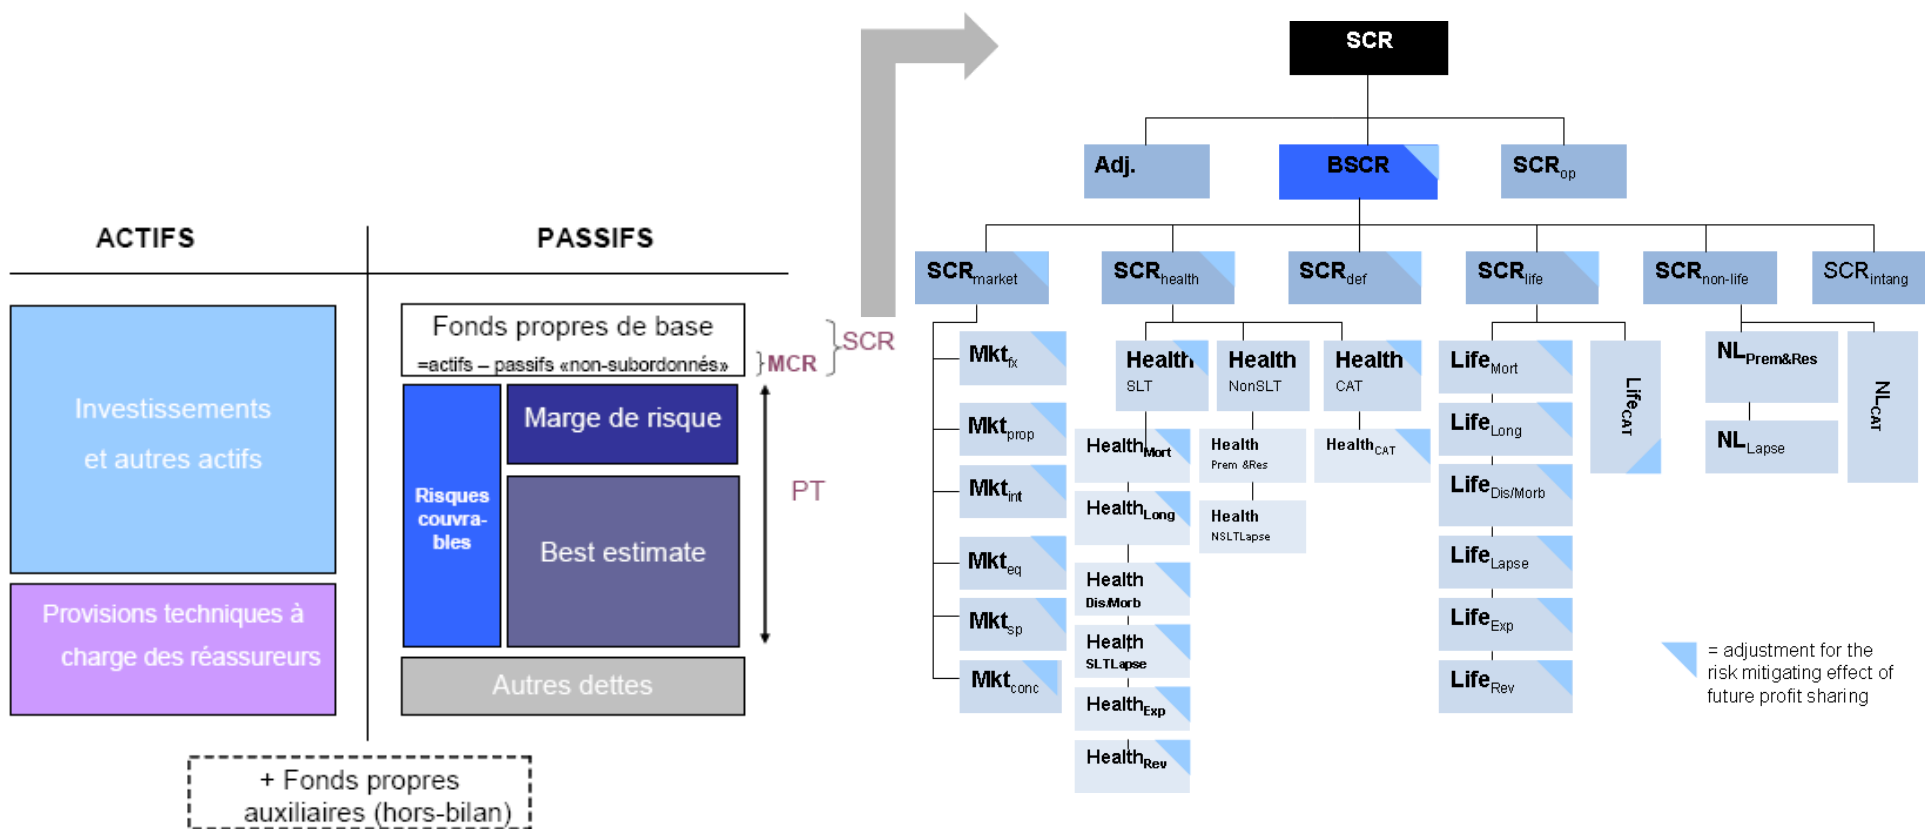 ACTIFS
PASSIFS
Investissements
et autres actifs
Provisions techniques à
charge des réassureurs
Fonds propres de base
=actifs – passifs «non-subordonnés»
MCR
SCR
Marge de risque
Risques
couvra-
bles
Best estimate
PT
Autres dettes
+ Fonds propres
auxiliaires (hors-bilan)
SCR
Adj.
BSCR
SCRop
SCRmarket
SCRhealth
SCRdef
SCRlife
SCRnon-life
SCRintang
Mktfx
Mktprop
Mktint
Mkteq
Mktsp
Mktconc
Health
SLT
Health
NonSLT
Health
CAT
HealthMort
HealthLong
Health
Dis/Morb
Health
SLTLapse
HealthExp
HealthRev
Health
Prem &Res
Health
NSLTLapse
HealthCAT
LifeMort
LifeLong
LifeDis/Morb
LifeLapse
LifeExp
LifeRev
LifeCAT
NLPrem&Res
NLLapse
NLCAT
= adjustment for the
risk mitigating effect of
future profit sharing